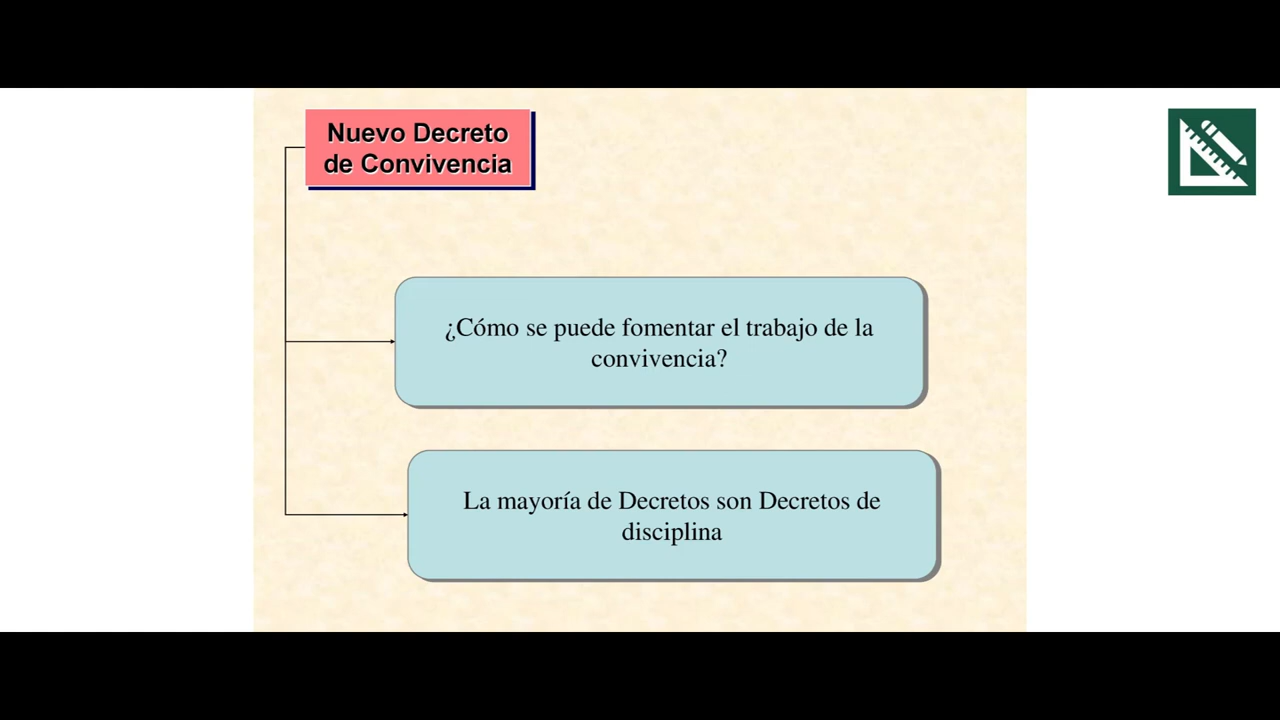 Nuevo Decreto
de Convivencia
¿Cómo se puede fomentar el trabajo de la
convivencia?
La mayoría de Decretos son Decretos de
disciplina